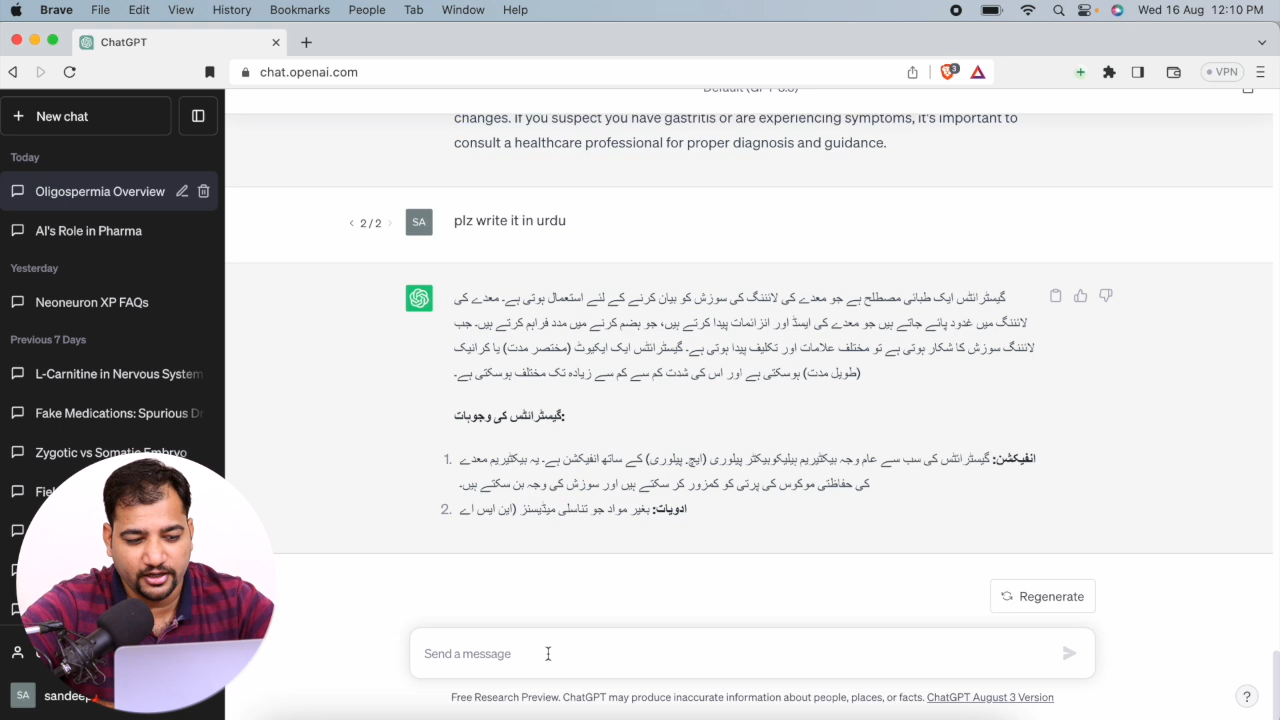 Brave File Edit View History Bookmarks People Tab Window Help Wed 16 Aug 12:10 PM
ChatGPT
chat.openai.com 3 VPN
New chat
Today
Oligospermia Overview
AI's Role in Pharma
Yesterday
Neoneuron XP FAQs
Previous 7 Days
L-Carnitine in Nervous System
Fake Medications: Spurious Dr
Zygotic vs Somatic Embryo
SA sandeep
changes. If you suspect you have gastritis or are experiencing symptoms, it's important to
consult a healthcare professional for proper diagnosis and guidance.
2 / 2 SA plz write it in urdu
گیسٹرائٹس ایک طبائی مصطلح ہے جو معدے کی لائننگ کی سوزش کو بیان کرنے کے لئے استعمال ہوتی ہے۔ معدے کی
لائننگ میں غدود پائے جاتے ہیں جو معدے کی ایسڈ اور انزائمات پیدا کرتے ہیں، جو ہضم کرنے میں مدد فراہم کرتے ہیں۔ جب
لائننگ سوزش کا شکار ہوتی ہے تو مختلف علامات اور تکلیف پیدا ہوتی ہے۔ گیسٹرائٹس ایک ایکیوٹ (مختصر مدت) یا کرانیک
(طویل مدت) ہوسکتی ہے اور اس کی شدت کم سے کم سے زیادہ تک مختلف ہوسکتی ہے۔
گیسٹرائٹس کی وجوہات:
1. انفیکشن: گیسٹرائٹس کی سب سے عام وجہ بیکٹیریم ہیلیکوبیکٹر پیلوری (ایچ۔ پیلوری) کے ساتھ انفیکشن ہے۔ یہ بیکٹیریم معدے
کی حفاظتی موکوس کی پرتی کو کمزور کر سکتے ہیں اور سوزش کی وجہ بن سکتے ہیں۔
2. ادویات: بغیر مواد جو تناسلی میڈیسنز (این ایس اے
Regenerate
Send a message
Free Research Preview. ChatGPT may produce inaccurate information about people, places, or facts. ChatGPT August 3 Version
?